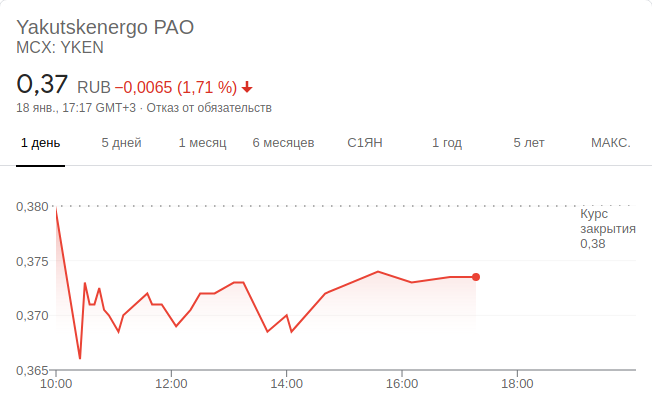 Yakutskenergo PAO
MCX: YKEN
0,37 RUB −0,0065 (1,71 %)
18 янв., 17:17 GMT+3 · Отказ от обязательств
1 день 5 дней 1 месяц 6 месяцев С1ЯН 1 год 5 лет МАКС.
0,380
Курс
закрытия
0,38
0,375
0,370
0,365
10:00 12:00 14:00 16:00 18:00